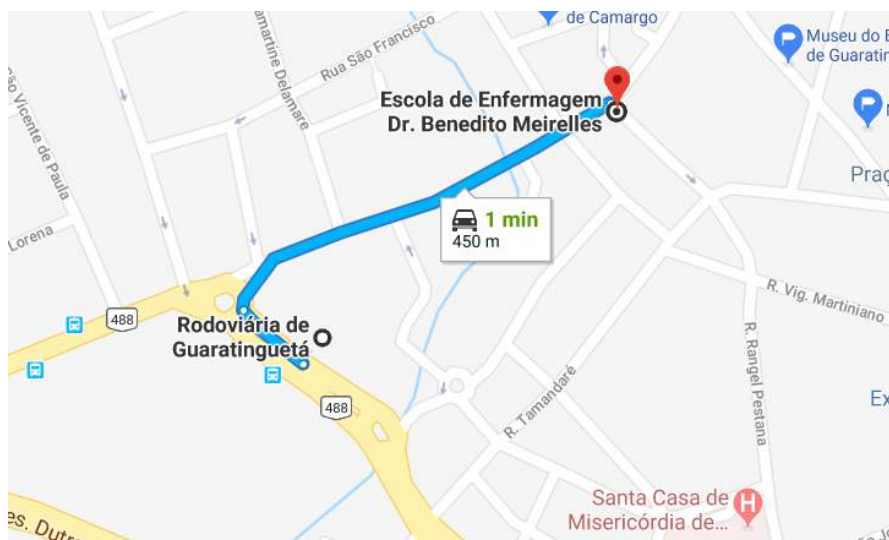 de Camargo
Museu do E
de Guaratin
Rua São Francisco
amartine Delamare
São Vicente de Paula
Escola de Enfermagem
Dr. Benedito Meirelles
Praç
1 min
450 m
Lorena
488
Rodoviária de
Guaratinguetá
R. Vig. Martiniano
R. Rangel Pestana
488
R. Tamandaré
Ex
Santa Casa de
Misericórdia de...
H
es. Dutr